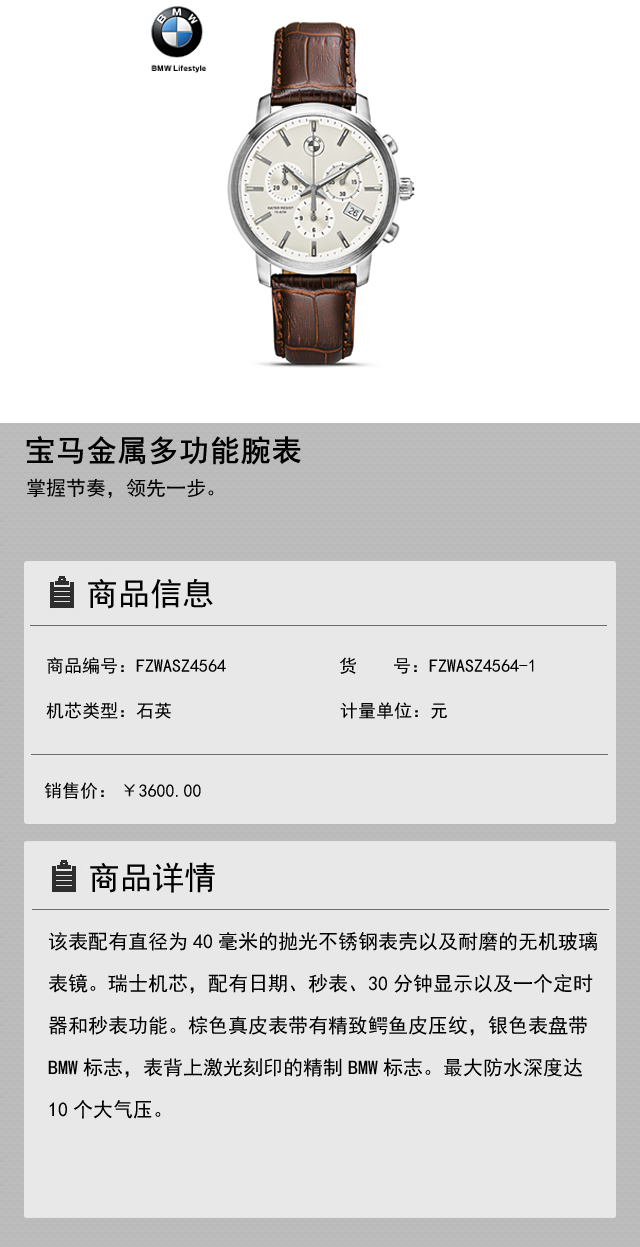 BMW
BMW Lifestyle
WATER RESIST
10 ATM
26
宝马金属多功能腕表
掌握节奏，领先一步。
商品信息
商品编号：FZWASZ4564 货 号：FZWASZ4564-1
机芯类型：石英 计量单位：元
销售价： ￥3600.00
商品详情
该表配有直径为 40 毫米的抛光不锈钢表壳以及耐磨的无机玻璃
表镜。瑞士机芯，配有日期、秒表、30 分钟显示以及一个定时
器和秒表功能。棕色真皮表带有精致鳄鱼皮压纹，银色表盘带
BMW 标志，表背上激光刻印的精制 BMW 标志。最大防水深度达
10 个大气压。